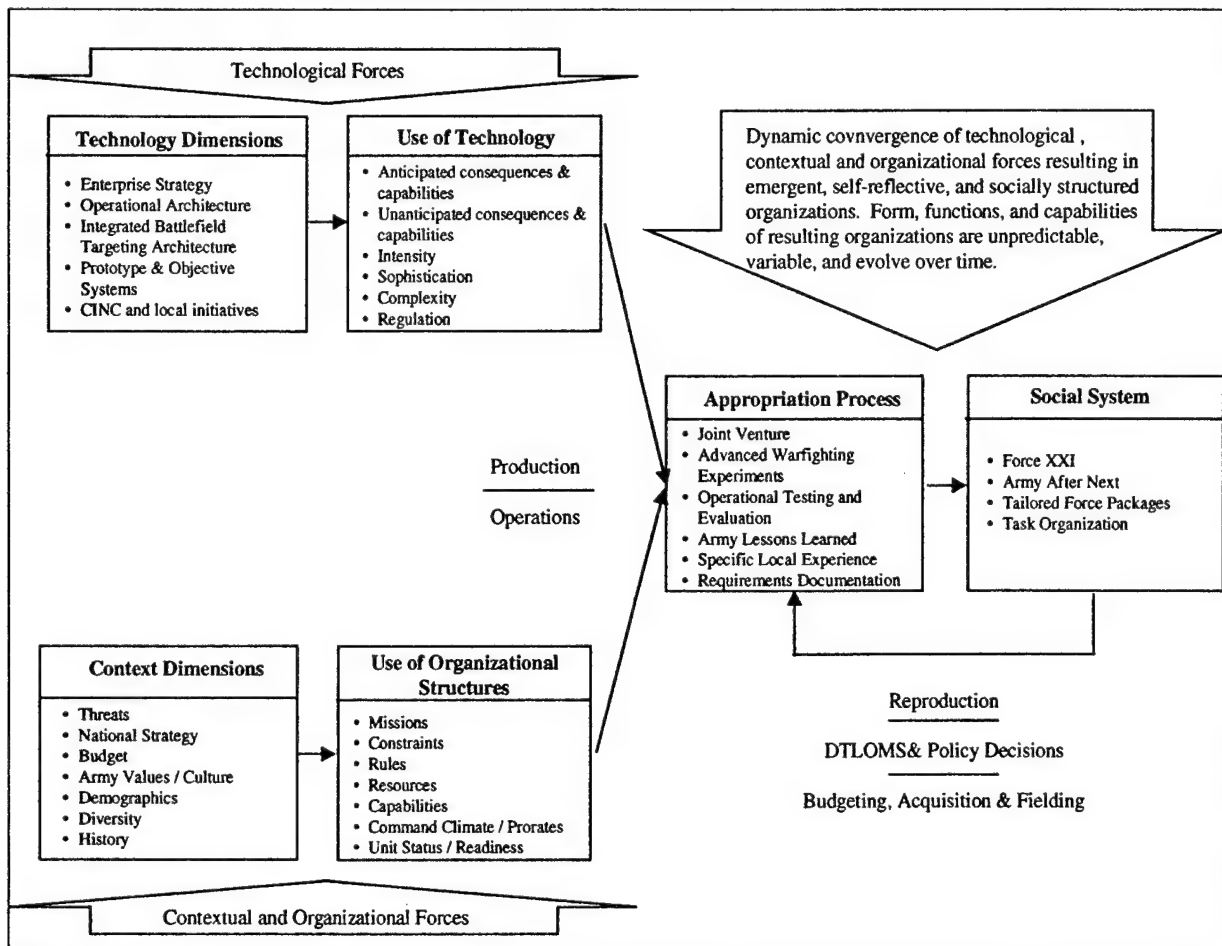 Technological Forces
Technology Dimensions
• Enterprise Strategy
• Operational Architecture
• Integrated Battlefield
Targeting Architecture
• Prototype & Objective
Systems
• CINC and local initiatives
Use of Technology
• Anticipated consequences &
capabilities
• Unanticipated consequences &
capabilities
• Intensity
• Sophistication
• Complexity
• Regulation
Dynamic covnvergence of technological ,
contextual and organizational forces resulting in
emergent, self-reflective, and socially structured
organizations. Form, functions, and capabilities
of resulting organizations are unpredictable,
variable, and evolve over time.
Production
Operations
Appropriation Process
• Joint Venture
• Advanced Warfighting
Experiments
• Operational Testing and
Evaluation
• Army Lessons Learned
• Specific Local Experience
• Requirements Documentation
Social System
• Force XXI
• Army After Next
• Tailored Force Packages
• Task Organization
Context Dimensions
• Threats
• National Strategy
• Budget
• Army Values / Culture
• Demographics
• Diversity
• History
Use of Organizational
Structures
• Missions
• Constraints
• Rules
• Resources
• Capabilities
• Command Climate / Prorates
• Unit Status / Readiness
Reproduction
DTLOMS& Policy Decisions
Budgeting, Acquisition & Fielding
Contextual and Organizational Forces